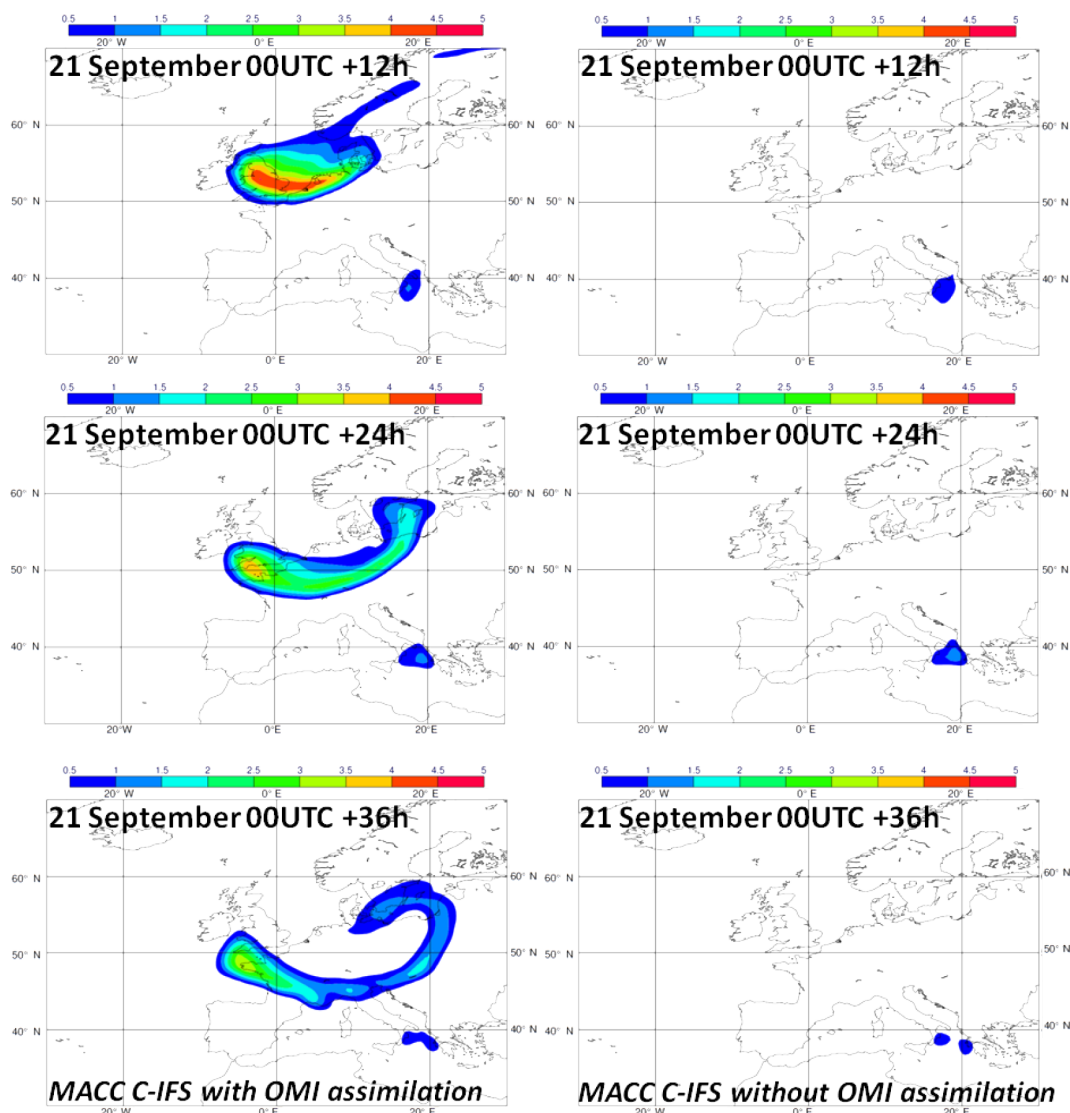 0.5 1 1.5 2 2.5 3 3.5 4 4.5 5
20° W 0° E 20° E
21 September 00UTC +12h
60° N
50° N
40° N
20° W 0° E 20° E
0.5 1 1.5 2 2.5 3 3.5 4 4.5 5
20° W 0° E 20° E
21 September 00UTC +12h
60° N 60° N
50° N 50° N
40° N 40° N
20° W 0° E 20° E
0.5 1 1.5 2 2.5 3 3.5 4 4.5 5
20° W 0° E 20° E
21 September 00UTC +24h
60° N
50° N
40° N
20°W 0°E 20°E
0.5 1 1.5 2 2.5 3 3.5 4 4.5 5
20° W 0° E 20° E
21 September 00UTC +24h
60° N 60° N
50° N 50° N
40° N 40° N
20°W 0°E 20°E
0.5 1 1.5 2 2.5 3 3.5 4 4.5 5
20° W 0° E 20° E
21 September 00UTC +36h
60° N
50° N
40° N
MACC C-IFS with OMI assimilation
0.5 1 1.5 2 2.5 3 3.5 4 4.5 5
20° W 0° E 20° E
21 September 00UTC +36h
60° N 60° N
50° N 50° N
40° N 40° N
MACC C-IFS without OMI assimilation